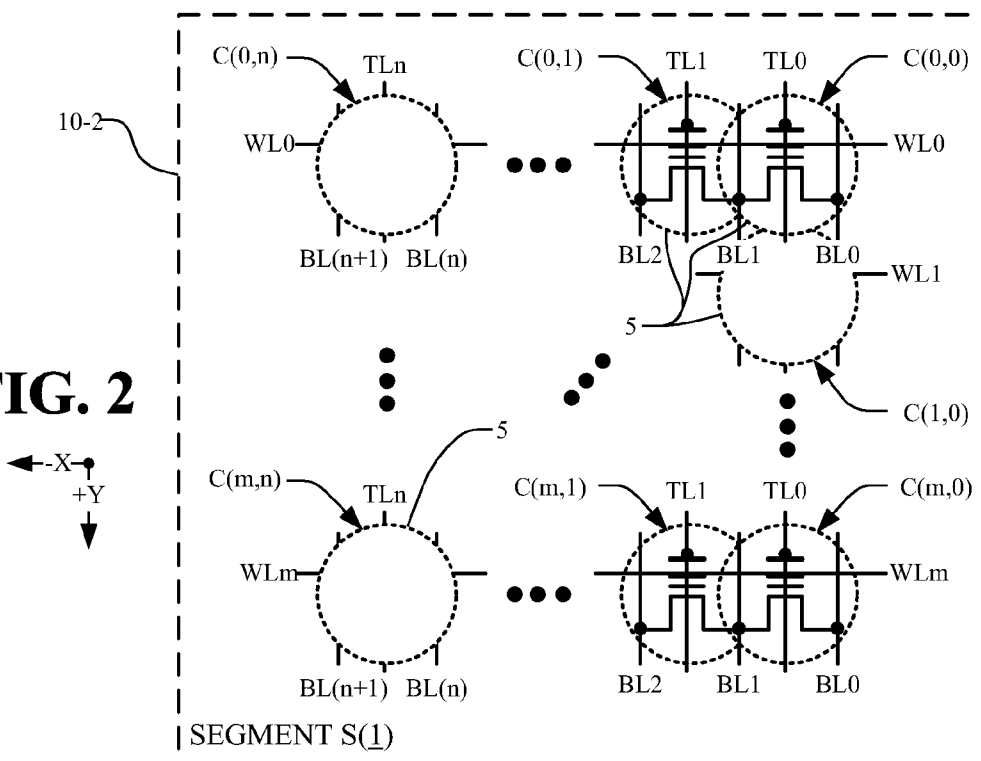 C(0,n) TLn C(0,1) TL1 TL0 C(0,0)
10-2
WL0 WL0
BL(n+1) BL(n) BL2 BL1 BL0
WL1
5
C(1,0)
IG. 2
-X
+Y
5
C(m,n) TLn C(m,1) TL1 TL0 C(m,0)
WLm WLm
BL(n+1) BL(n) BL2 BL1 BL0
SEGMENT S(1)